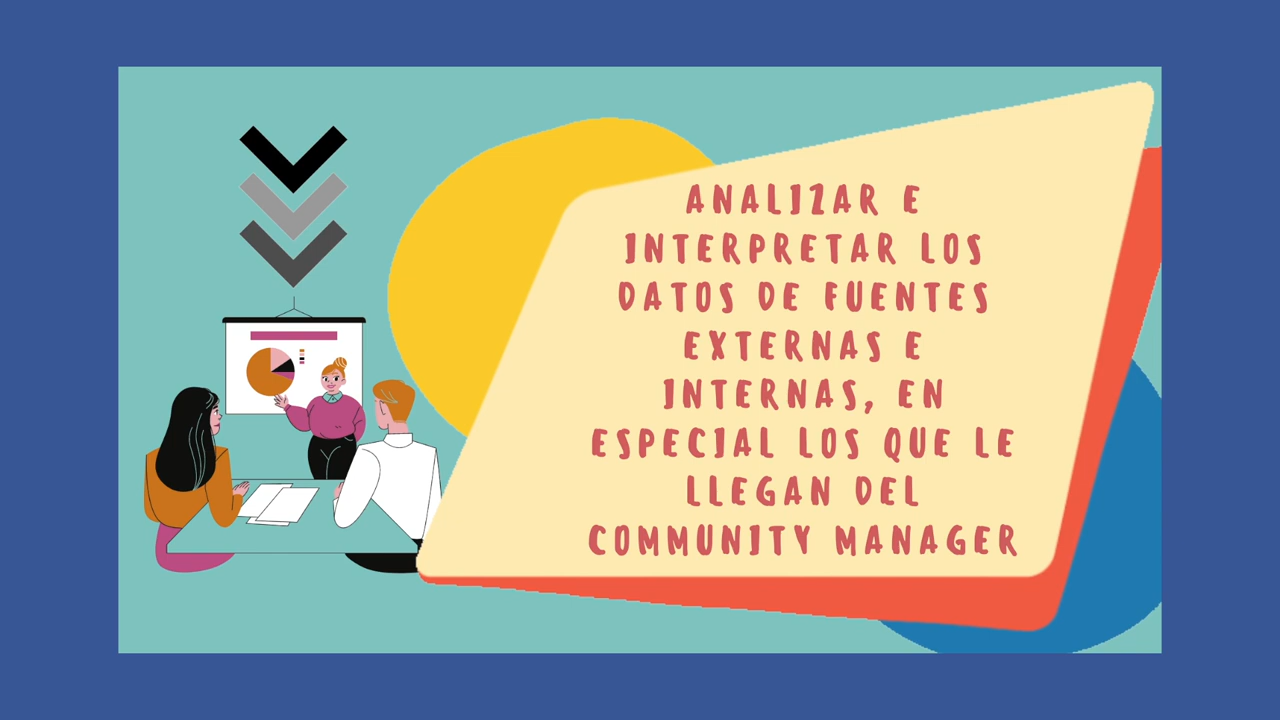 ANALIZAR E
INTERPRETAR LOS
DATOS DE FUENTES
EXTERNAS E
INTERNAS, EN
ESPECIAL LOS QUE LE
LLEGAN DEL
COMMUNITY MANAGER